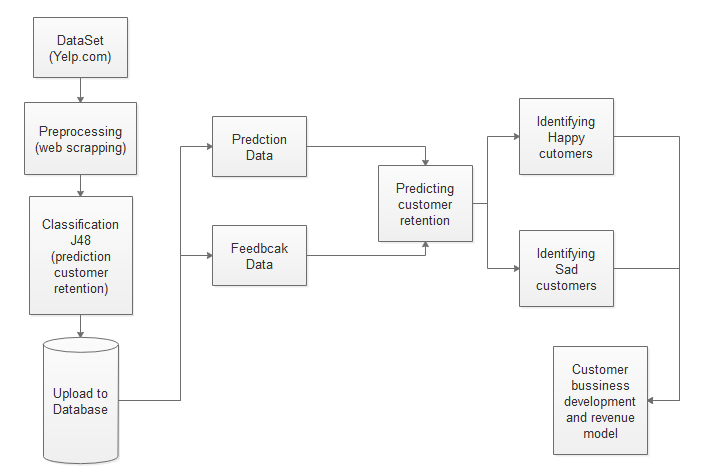 DataSet
(Yelp.com)
Preprocessing
(web scrapping)
Classification
J48
(prediction
customer
retention)
Upload to
Database
Predction
Data
Feedbcak
Data
Predicting
customer
retention
Identifying
Happy
cutomers
Identifying
Sad
customers
Customer
bussiness
development
and revenue
model